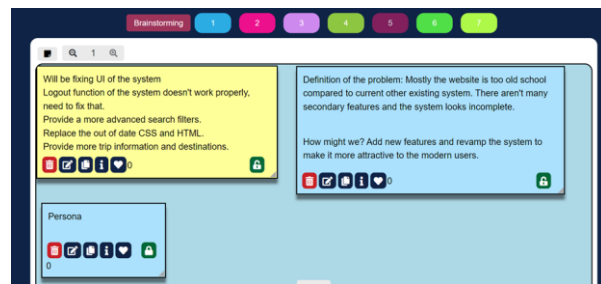 Brainstorming 1 2 3 4 5 6 7
1
Will be fixing UI of the system
Logout function of the system doesn't work properly,
need to fix that.
Provide a more advanced search filters.
Replace the out of date CSS and HTML.
Provide more trip information and destinations.
0
Definition of the problem: Mostly the website is too old school
compared to current other existing system. There aren't many
secondary features and the system looks incomplete.
How might we? Add new features and revamp the system to
make it more attractive to the modern users.
0
Persona
0